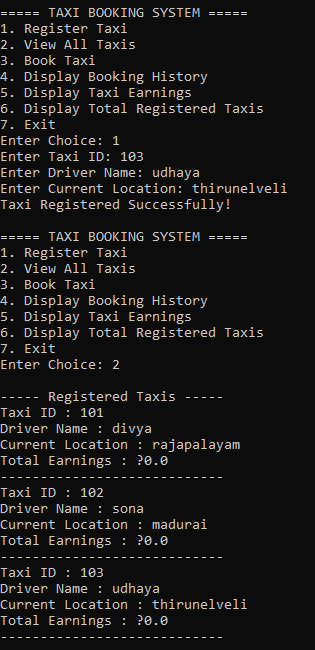 ===== TAXI BOOKING SYSTEM =====
1. Register Taxi
2. View All Taxis
3. Book Taxi
4. Display Booking History
5. Display Taxi Earnings
6. Display Total Registered Taxis
7. Exit
Enter Choice: 1
Enter Taxi ID: 103
Enter Driver Name: udhaya
Enter Current Location: thirunelveli
Taxi Registered Successfully!

===== TAXI BOOKING SYSTEM =====
1. Register Taxi
2. View All Taxis
3. Book Taxi
4. Display Booking History
5. Display Taxi Earnings
6. Display Total Registered Taxis
7. Exit
Enter Choice: 2

----- Registered Taxis -----
Taxi ID : 101
Driver Name : divya
Current Location : rajapalayam
Total Earnings : ?0.0
----------------------------
Taxi ID : 102
Driver Name : sona
Current Location : madurai
Total Earnings : ?0.0
----------------------------
Taxi ID : 103
Driver Name : udhaya
Current Location : thirunelveli
Total Earnings : ?0.0
----------------------------